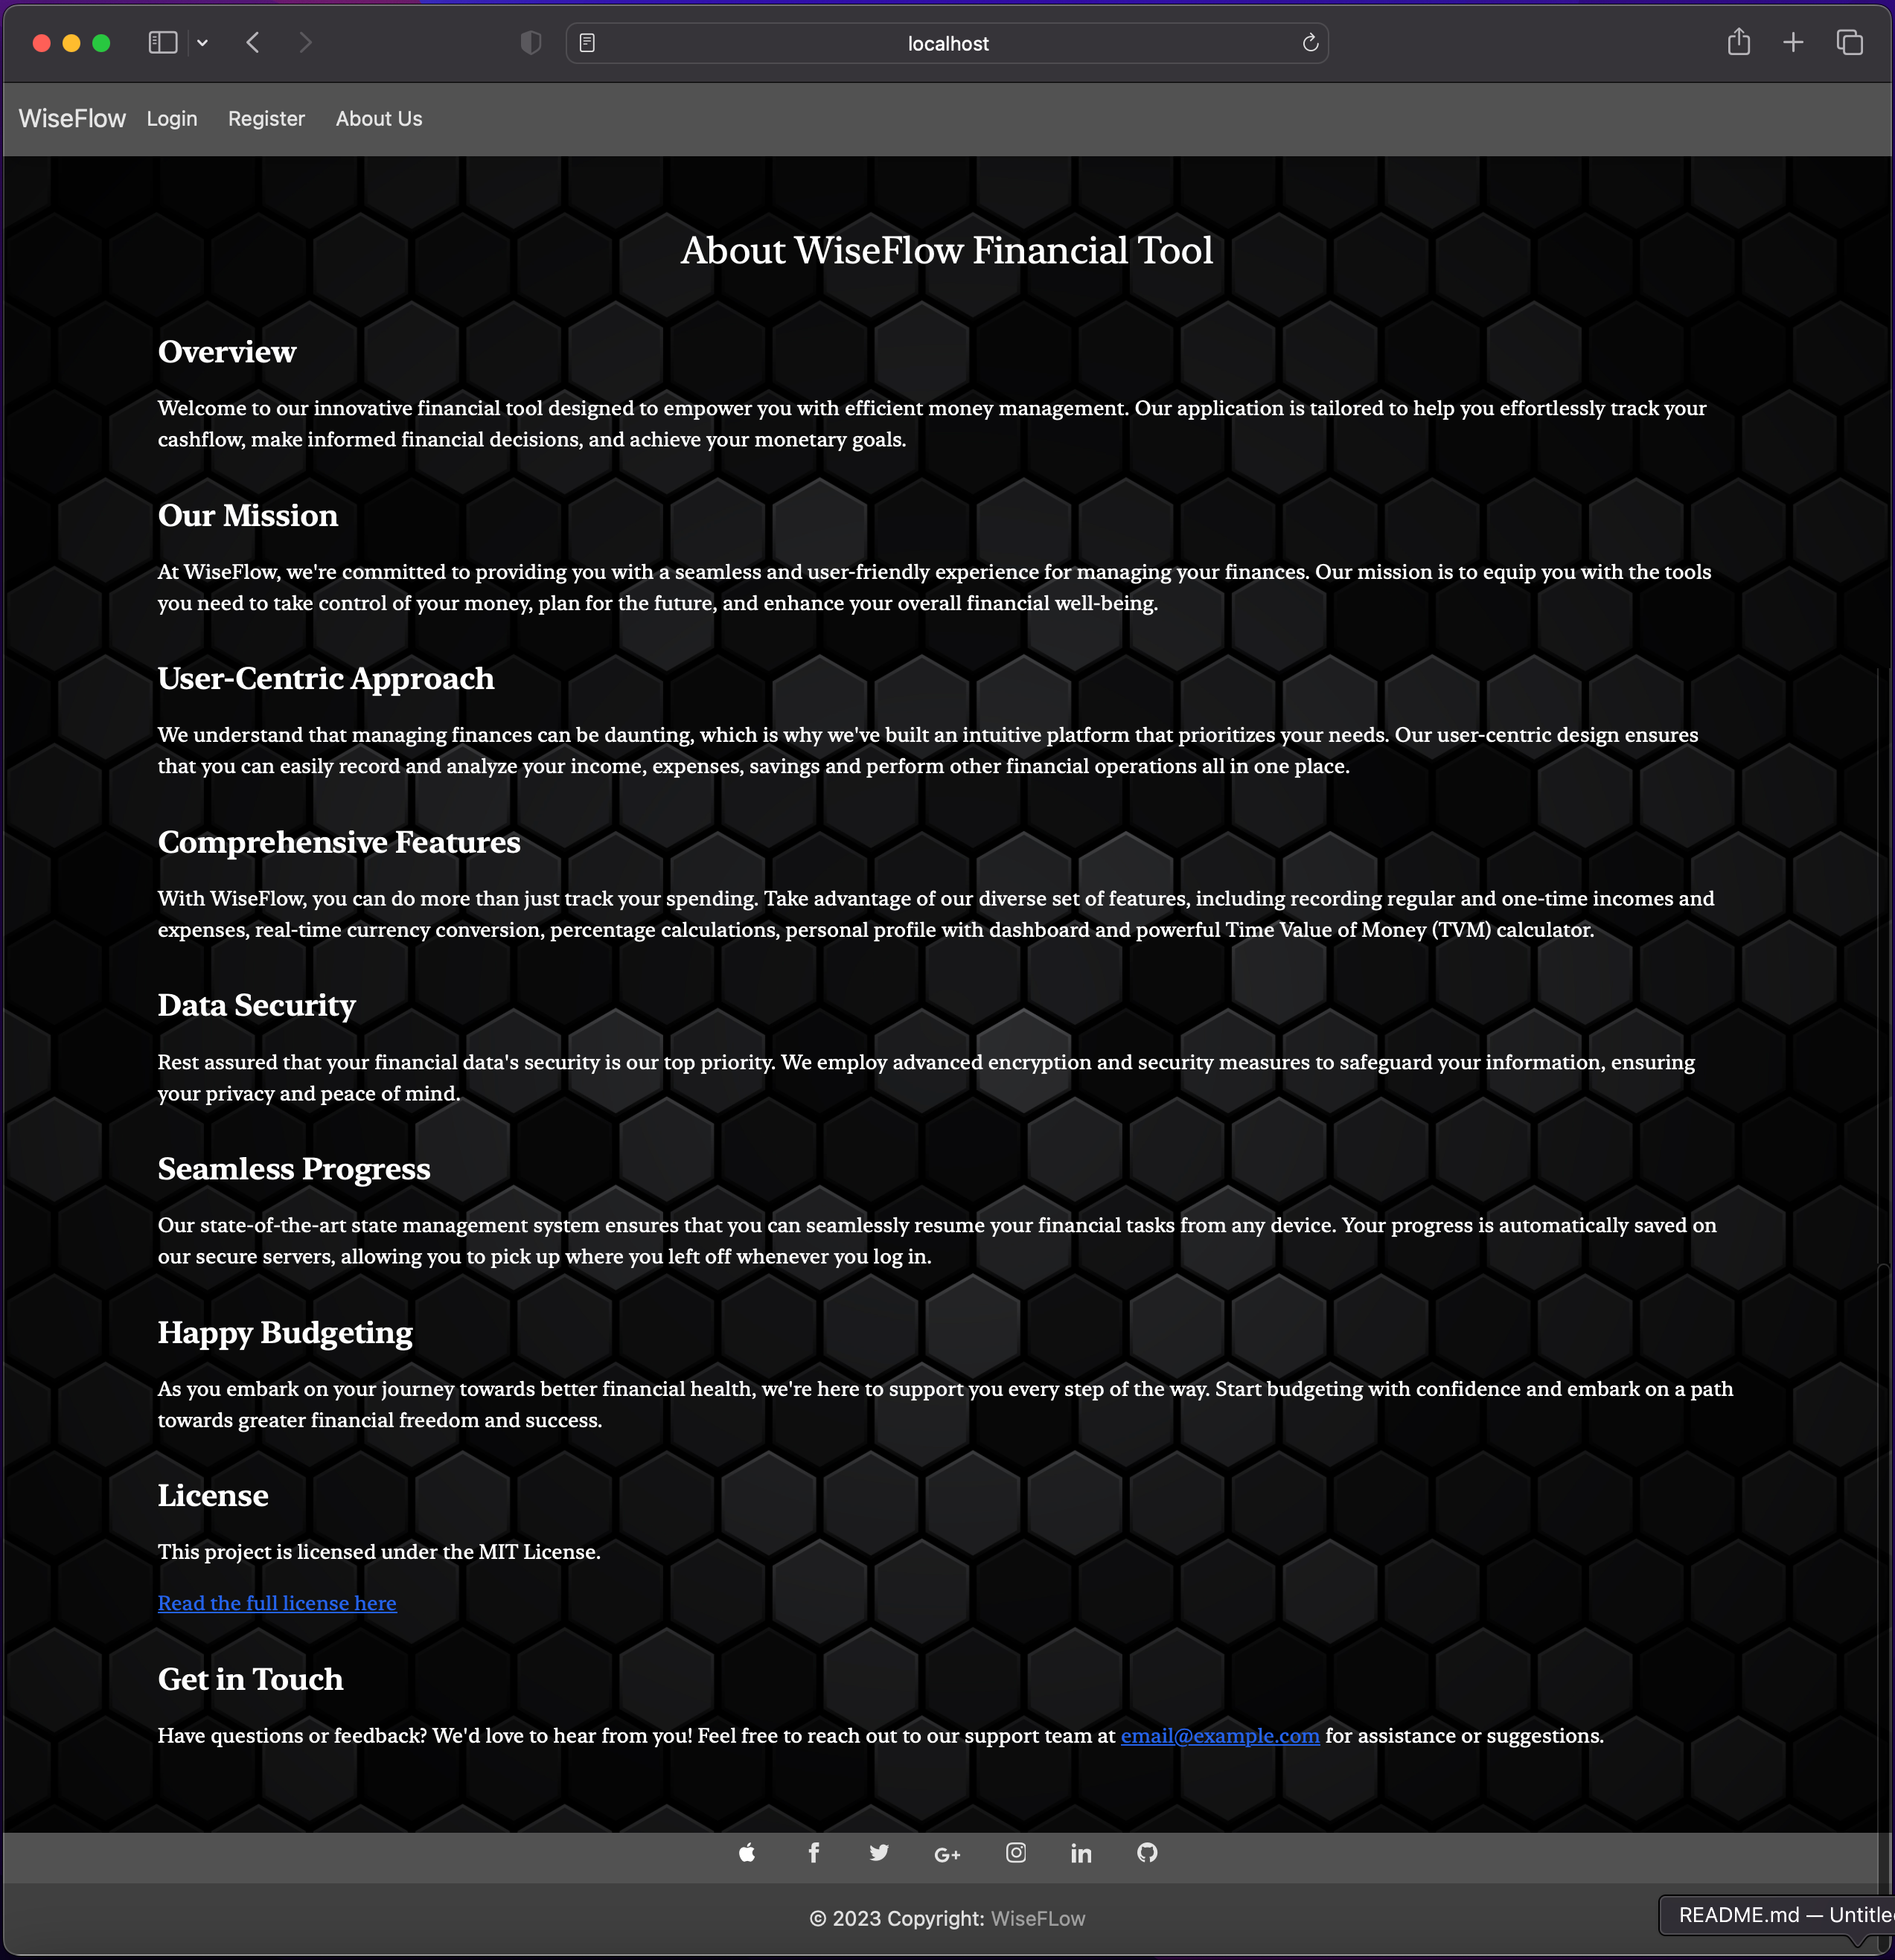 localhost
WiseFlow Login Register About Us
About WiseFlow Financial Tool
Overview
Welcome to our innovative financial tool designed to empower you with efficient money management. Our application is tailored to help you effortlessly track your
cashflow, make informed financial decisions, and achieve your monetary goals.
Our Mission
At WiseFlow, we're committed to providing you with a seamless and user-friendly experience for managing your finances. Our mission is to equip you with the tools
you need to take control of your money, plan for the future, and enhance your overall financial well-being.
User-Centric Approach
We understand that managing finances can be daunting, which is why we've built an intuitive platform that prioritizes your needs. Our user-centric design ensures
that you can easily record and analyze your income, expenses, savings and perform other financial operations all in one place.
Comprehensive Features
With WiseFlow, you can do more than just track your spending. Take advantage of our diverse set of features, including recording regular and one-time incomes and
expenses, real-time currency conversion, percentage calculations, personal profile with dashboard and powerful Time Value of Money (TVM) calculator.
Data Security
Rest assured that your financial data's security is our top priority. We employ advanced encryption and security measures to safeguard your information, ensuring
your privacy and peace of mind.
Seamless Progress
Our state-of-the-art state management system ensures that you can seamlessly resume your financial tasks from any device. Your progress is automatically saved on
our secure servers, allowing you to pick up where you left off whenever you log in.
Happy Budgeting
As you embark on your journey towards better financial health, we're here to support you every step of the way. Start budgeting with confidence and embark on a path
towards greater financial freedom and success.
License
This project is licensed under the MIT License.
Read the full license here
Get in Touch
Have questions or feedback? We'd love to hear from you! Feel free to reach out to our support team at email@example.com for assistance or suggestions.
© 2023 Copyright: WiseFLow
README.md — Untitle